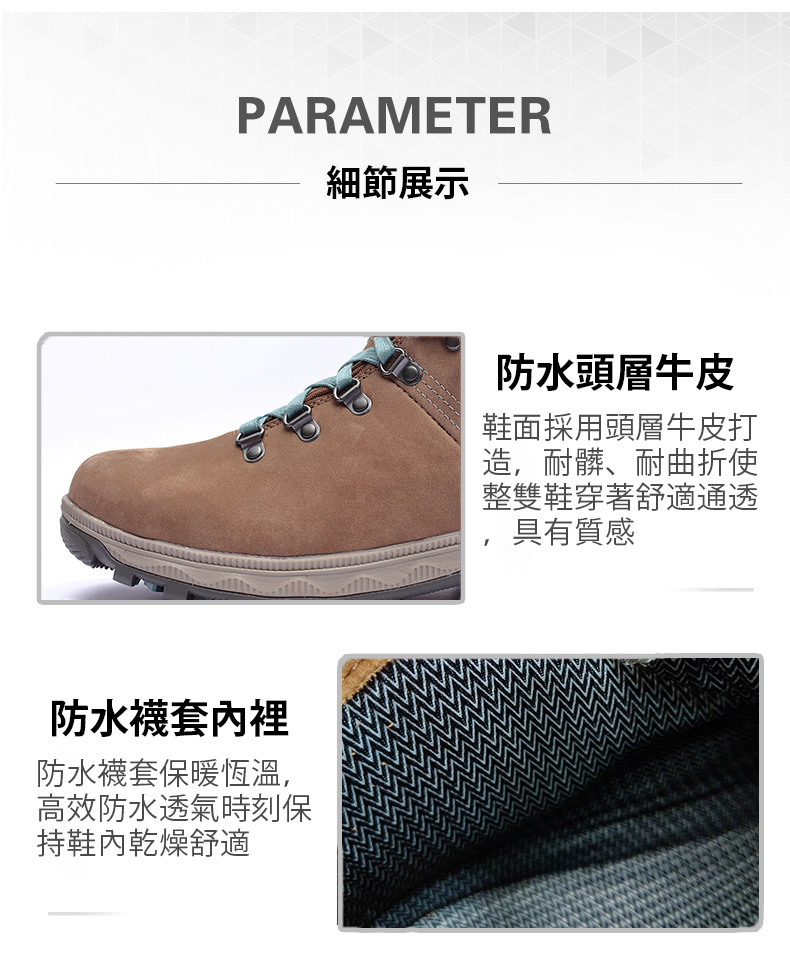 PARAMETER
細節展示
防水頭層牛皮
鞋面採用頭層牛皮打
造，耐髒、耐曲折使
整雙鞋穿著舒適通透
，具有質感
防水襪套內裡
防水襪套保暖恆溫，
高效防水透氣時刻保
持鞋內乾燥舒適